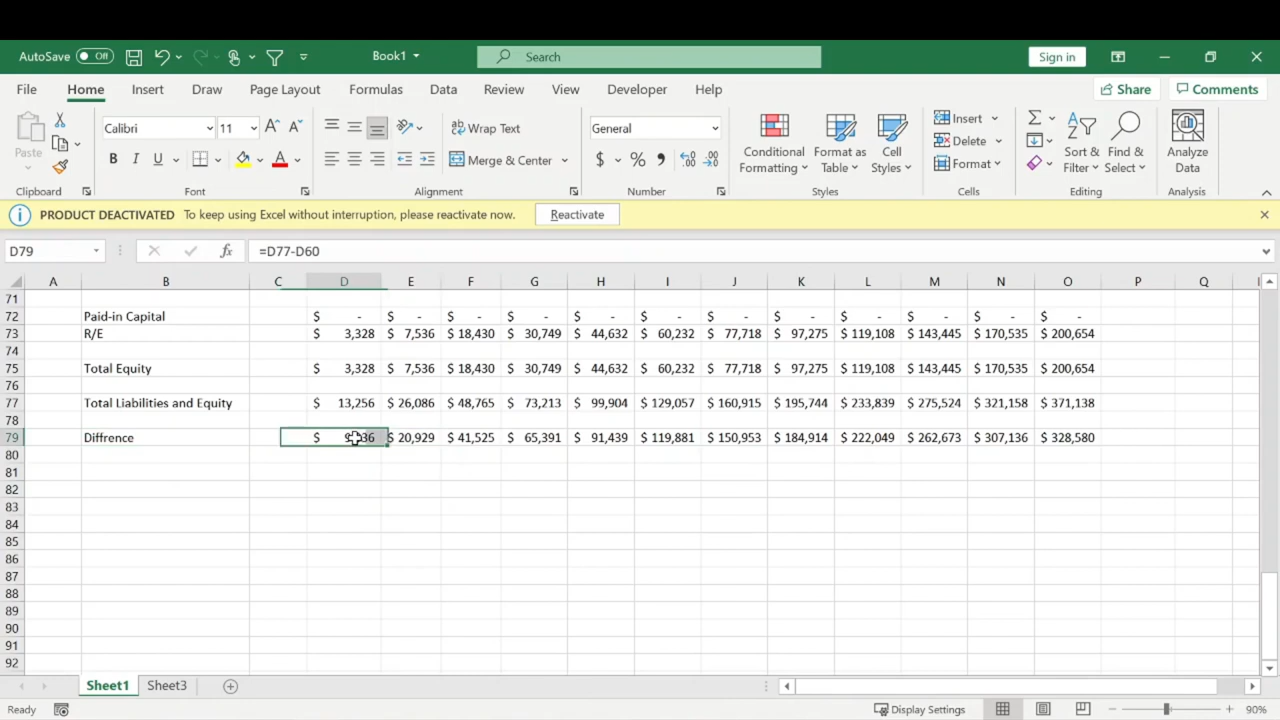 AutoSave Off Book1 Search Sign in
File Home Insert Draw Page Layout Formulas Data Review View Developer Help Share Comments
Paste Calibri 11 Wrap Text General Conditional Formatting Format as Table Cell Styles Insert Sort & Filter Find & Select Analyze Data
B I U Merge & Center $ % Delete
Format
Clipboard Font Alignment Number Styles Cells Editing Analysis
PRODUCT DEACTIVATED To keep using Excel without interruption, please reactivate now. Reactivate
D79 fx =D77-D60
A B C D E F G H I J K L M N O P Q
71
72 Paid-in Capital $ - $ - $ - $ - $ - $ - $ - $ - $ - $ - $ - $ -
73 R/E $ 3,328 $ 7,536 $ 18,430 $ 30,749 $ 44,632 $ 60,232 $ 77,718 $ 97,275 $ 119,108 $ 143,445 $ 170,535 $ 200,654
74
75 Total Equity $ 3,328 $ 7,536 $ 18,430 $ 30,749 $ 44,632 $ 60,232 $ 77,718 $ 97,275 $ 119,108 $ 143,445 $ 170,535 $ 200,654
76
77 Total Liabilities and Equity $ 13,256 $ 26,086 $ 48,765 $ 73,213 $ 99,904 $ 129,057 $ 160,915 $ 195,744 $ 233,839 $ 275,524 $ 321,158 $ 371,138
78
79 Diffrence $ $ 20,929 $ 41,525 $ 65,391 $ 91,439 $ 119,881 $ 150,953 $ 184,914 $ 222,049 $ 262,673 $ 307,136 $ 328,580
80
81
82
83
84
85
86
87
88
89
90
91
92
Sheet1 Sheet3
Ready Display Settings 90%